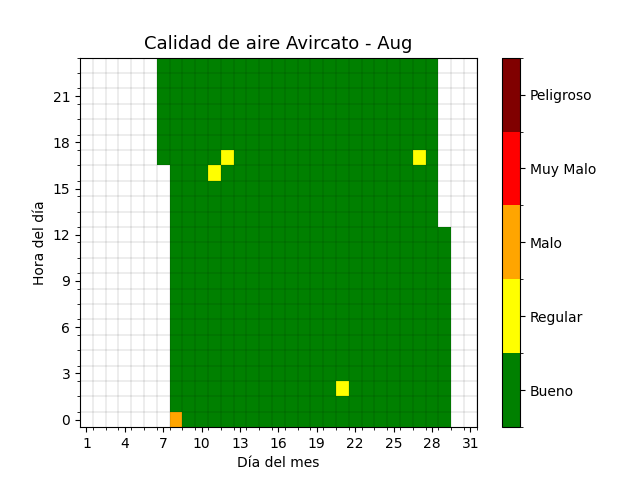 Calidad de aire Avircato - Aug
21
18
15
12
9
6
3
0
Hora del día
1 4 7 10 13 16 19 22 25 28 31
Día del mes
Peligroso
Muy Malo
Malo
Regular
Bueno